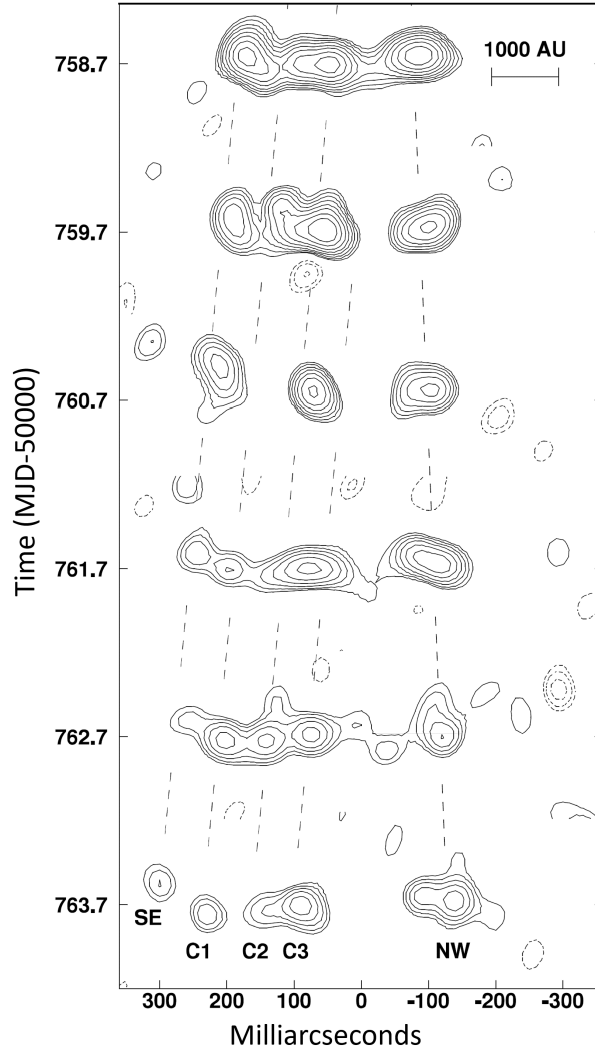 1000 AU
758.7
759.7
760.7
Time (MJD-50000)
761.7
762.7
763.7
SE
C1 C2 C3 NW
300 200 100 0 -100 -200 -300
Milliarcseconds